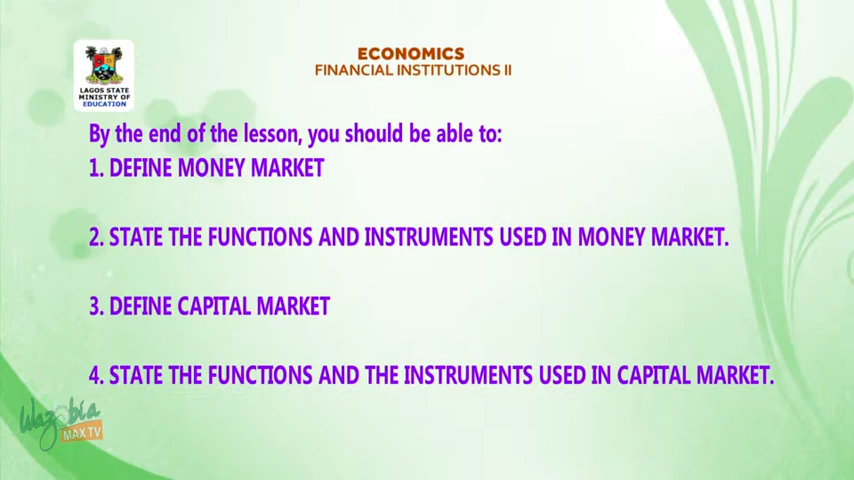 ECONOMICS
FINANCIAL INSTITUTIONS II
LAGOS STATE
MINISTRY OF
EDUCATION
By the end of the lesson, you should be able to:
1. DEFINE MONEY MARKET
2. STATE THE FUNCTIONS AND INSTRUMENTS USED IN MONEY MARKET.
3. DEFINE CAPITAL MARKET
4. STATE THE FUNCTIONS AND THE INSTRUMENTS USED IN CAPITAL MARKET.
Wazobia
MAX TV